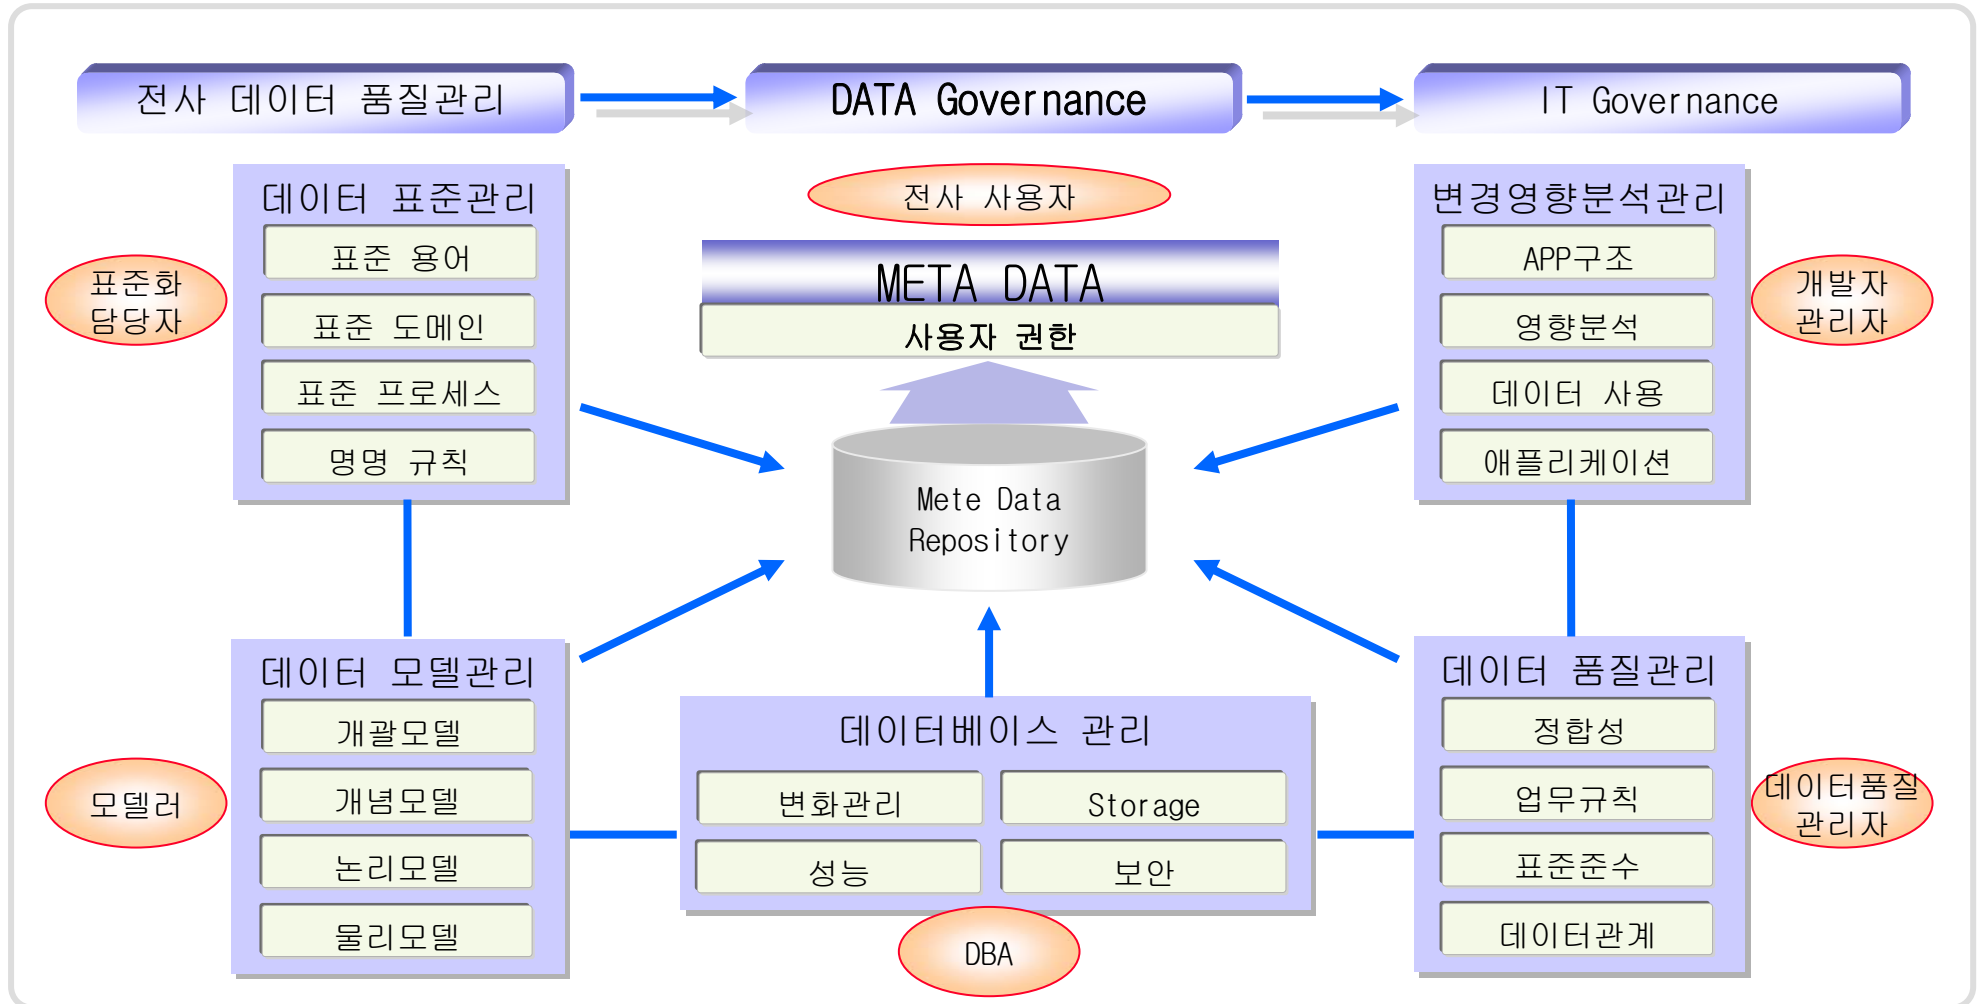 전사 데이터 품질관리
DATA Governance
IT Governance
데이터 표준관리
표준 용어
표준 도메인
표준 프로세스
명명 규칙
표준화
담당자
전사 사용자
META DATA
사용자 권한
Mete Data
Repository
변경영향분석관리
APP구조
영향분석
데이터 사용
애플리케이션
개발자
관리자
데이터 모델관리
개괄모델
개념모델
논리모델
물리모델
모델러
데이터베이스 관리
변화관리
Storage
성능
보안
DBA
데이터 품질관리
정합성
업무규칙
표준준수
데이터관계
데이터품질
관리자